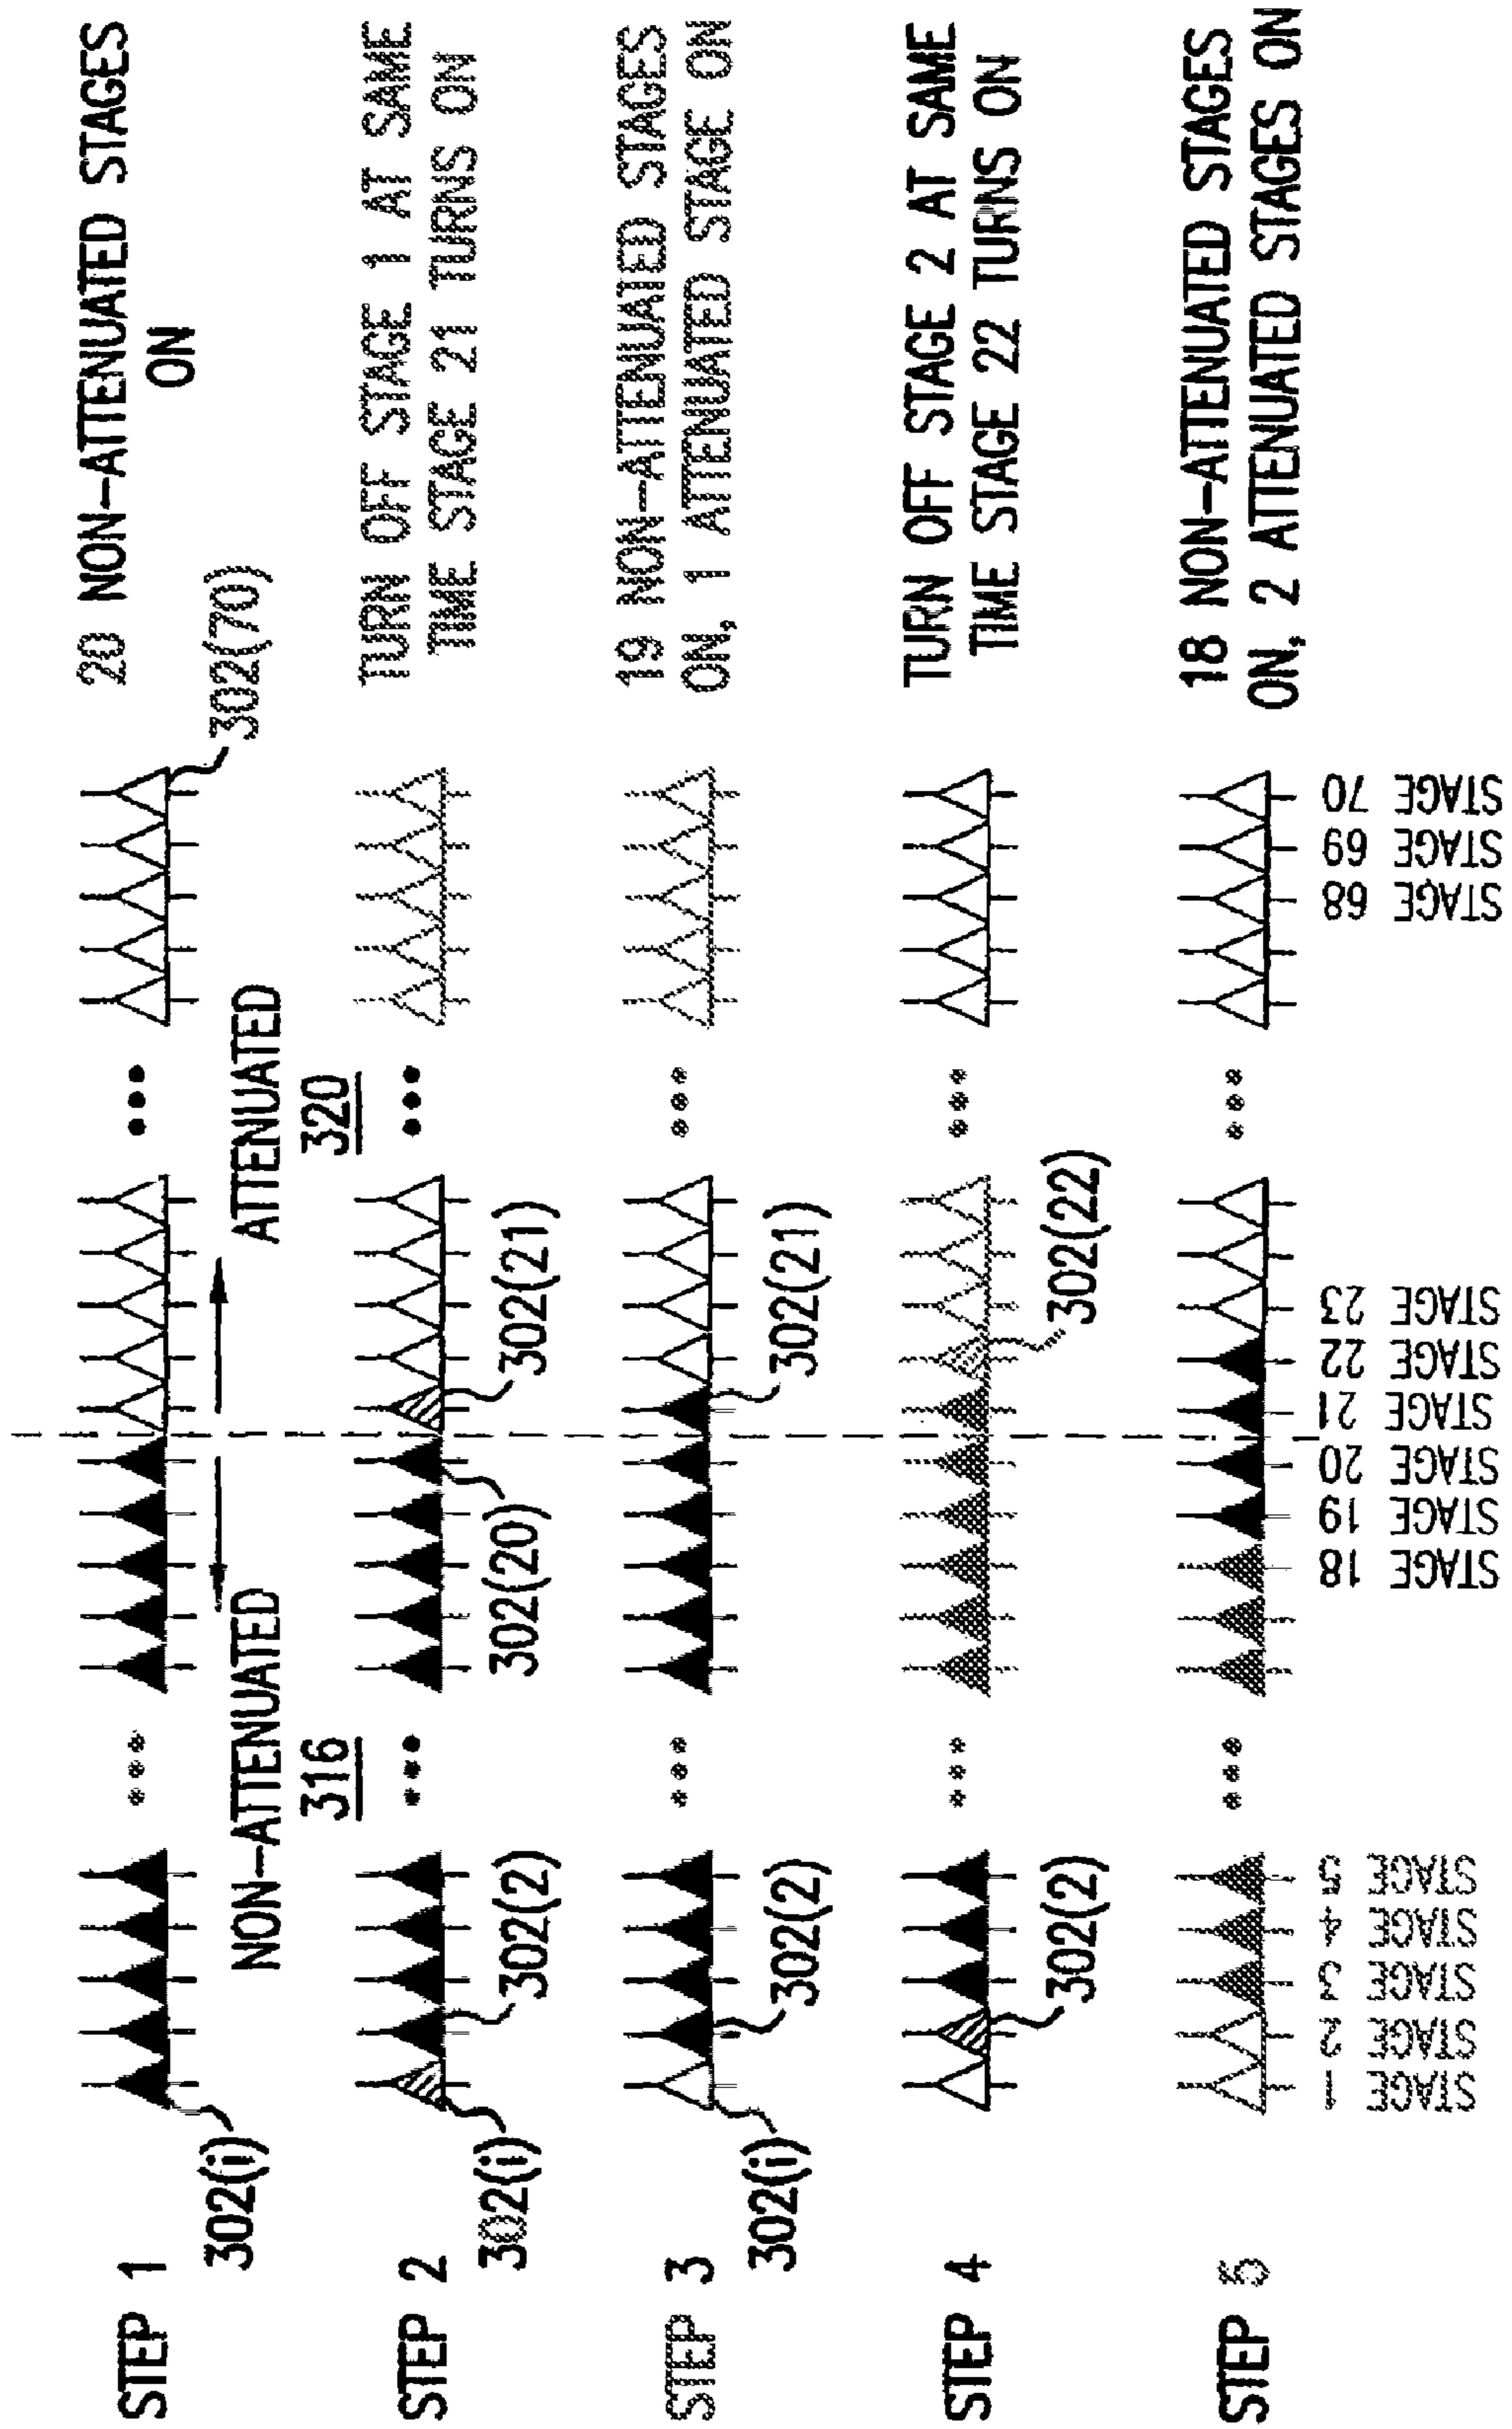 STEP 1
302(i)
20 NON-ATTENUATED STAGES
ON
302(70)
NON-ATTENUATED
316
ATTENUATED
320
STEP 2
302(i)
302(2)
302(20)
302(21)
TURN OFF STAGE 1 AT SAME
TIME STAGE 21 TURNS ON
STEP 3
302(i)
302(2)
302(21)
19 NON-ATTENUATED STAGES
ON, 1 ATTENUATED STAGE ON
STEP 4
302(2)
302(22)
TURN OFF STAGE 2 AT SAME
TIME STAGE 22 TURNS ON
STEP 5
18 NON-ATTENUATED STAGES
ON, 2 ATTENUATED STAGES ON
STAGE 1
STAGE 2
STAGE 3
STAGE 4
STAGE 5
STAGE 18
STAGE 19
STAGE 20
STAGE 21
STAGE 22
STAGE 23
STAGE 68
STAGE 69
STAGE 70